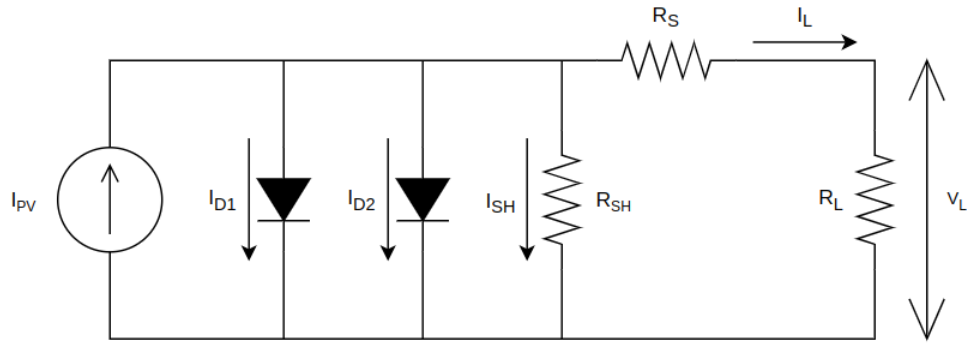 R_S
I_L
I_PV
I_D1
I_D2
I_SH
R_SH
R_L
V_L